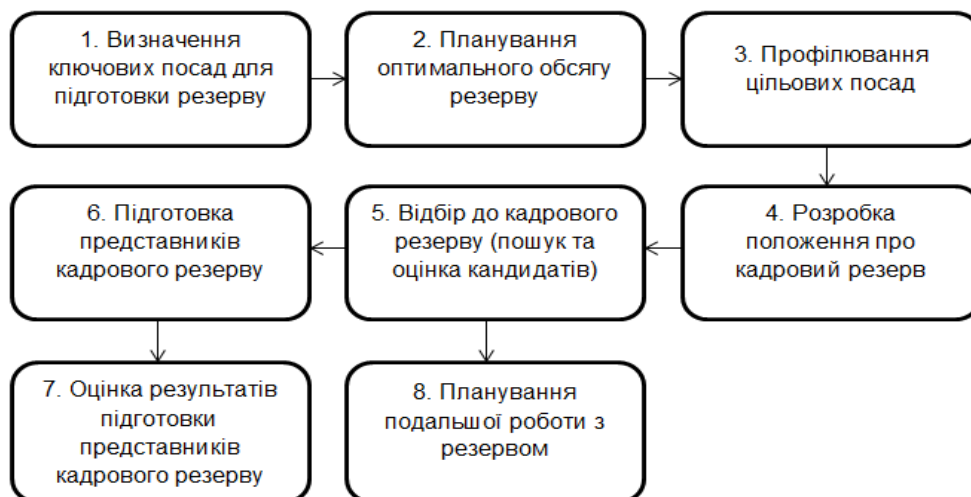 1. Визначення
ключових посад для
підготовки резерву
2. Планування
оптимального обсягу
резерву
3. Профілювання
цільових посад
4. Розробка
положення про
кадровий резерв
5. Відбір до кадрового
резерву (пошук та
оцінка кандидатів)
6. Підготовка
представників
кадрового резерву
7. Оцінка результатів
підготовки
представників
кадрового резерву
8. Планування
подальшої роботи з
резервом